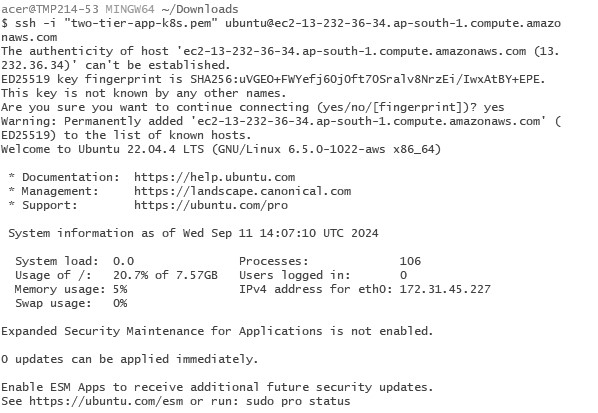 acer@TMP214-53 MINGW64 ~/Downloads
$ ssh -i "two-tier-app-k8s.pem" ubuntu@ec2-13-232-36-34.ap-south-1.compute.amazo
naws.com
The authenticity of host 'ec2-13-232-36-34.ap-south-1.compute.amazonaws.com (13.
232.36.34)' can't be established.
ED25519 key fingerprint is SHA256:uVGEO+FWYefj6OjOft7OSralv8NrzEi/IwxAtBY+EPE.
This key is not known by any other names.
Are you sure you want to continue connecting (yes/no/[fingerprint])? yes
Warning: Permanently added 'ec2-13-232-36-34.ap-south-1.compute.amazonaws.com' (
ED25519) to the list of known hosts.
Welcome to Ubuntu 22.04.4 LTS (GNU/Linux 6.5.0-1022-aws x86_64)
* Documentation: https://help.ubuntu.com
* Management: https://landscape.canonical.com
* Support: https://ubuntu.com/pro
System information as of Wed Sep 11 14:07:10 UTC 2024
System load: 0.0 Processes: 106
Usage of /: 20.7% of 7.57GB Users logged in: 0
Memory usage: 5% IPv4 address for eth0: 172.31.45.227
Swap usage: 0%
Expanded Security Maintenance for Applications is not enabled.
0 updates can be applied immediately.
Enable ESM Apps to receive additional future security updates.
See https://ubuntu.com/esm or run: sudo pro status